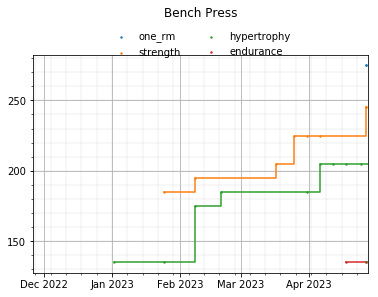 Bench Press
one_rm hypertrophy
strength endurance
250
200
150
Dec 2022 Jan 2023 Feb 2023 Mar 2023 Apr 2023